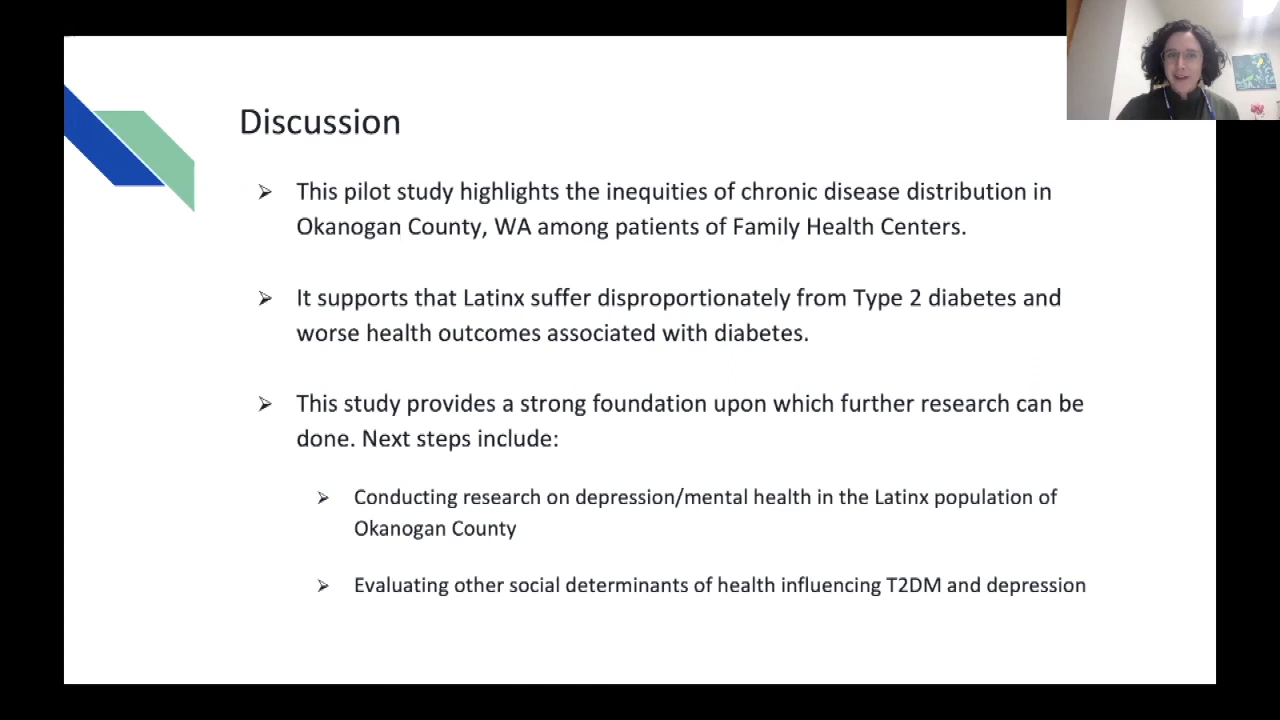 Discussion
➢ This pilot study highlights the inequities of chronic disease distribution in
Okanogan County, WA among patients of Family Health Centers.
➢ It supports that Latinx suffer disproportionately from Type 2 diabetes and
worse health outcomes associated with diabetes.
➢ This study provides a strong foundation upon which further research can be
done. Next steps include:
➢ Conducting research on depression/mental health in the Latinx population of
Okanogan County
➢ Evaluating other social determinants of health influencing T2DM and depression